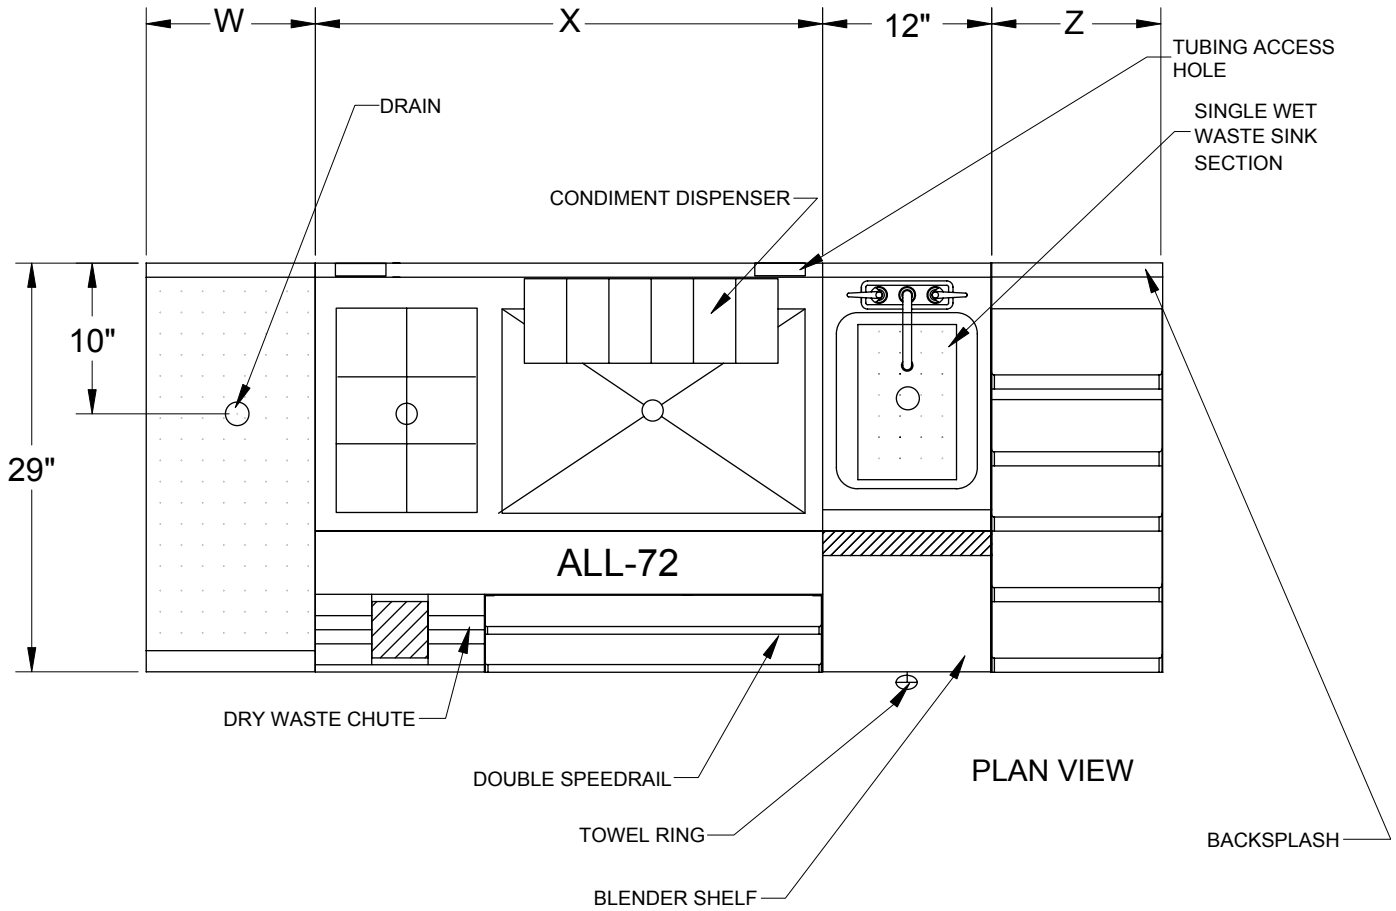 W
X
12"
Z
TUBING ACCESS
HOLE
DRAIN
SINGLE WET
WASTE SINK
SECTION
CONDIMENT DISPENSER
10"
29"
ALL-72
DRY WASTE CHUTE
DOUBLE SPEEDRAIL
PLAN VIEW
TOWEL RING
BACKSPLASH
BLENDER SHELF